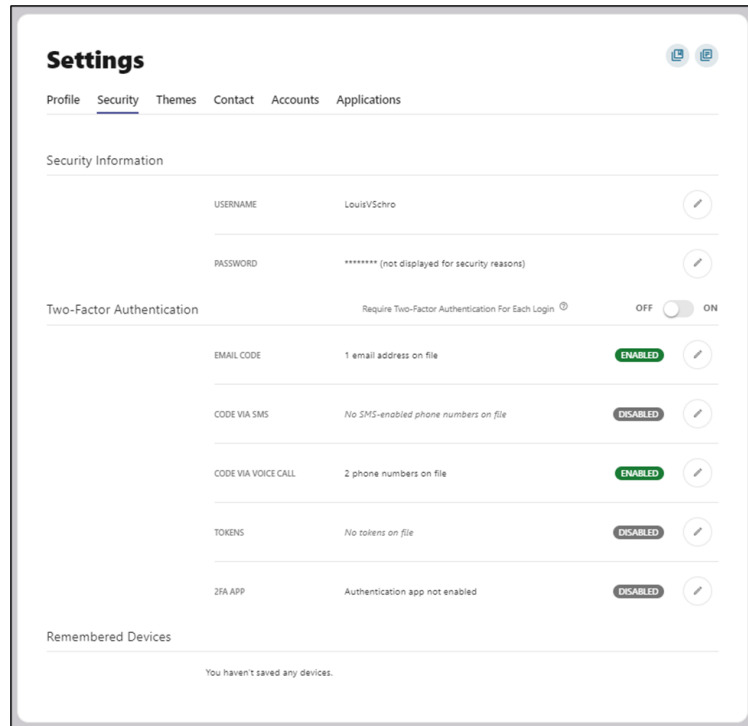 Settings
Profile Security Themes Contact Accounts Applications
Security Information
USERNAME LouisVSchro
PASSWORD ******** (not displayed for security reasons)
Two-Factor Authentication Require Two-Factor Authentication For Each Login ? OFF ON
EMAIL CODE 1 email address on file ENABLED
CODE VIA SMS No SMS-enabled phone numbers on file DISABLED
CODE VIA VOICE CALL 2 phone numbers on file ENABLED
TOKENS No tokens on file DISABLED
2FA APP Authentication app not enabled DISABLED
Remembered Devices
You haven't saved any devices.